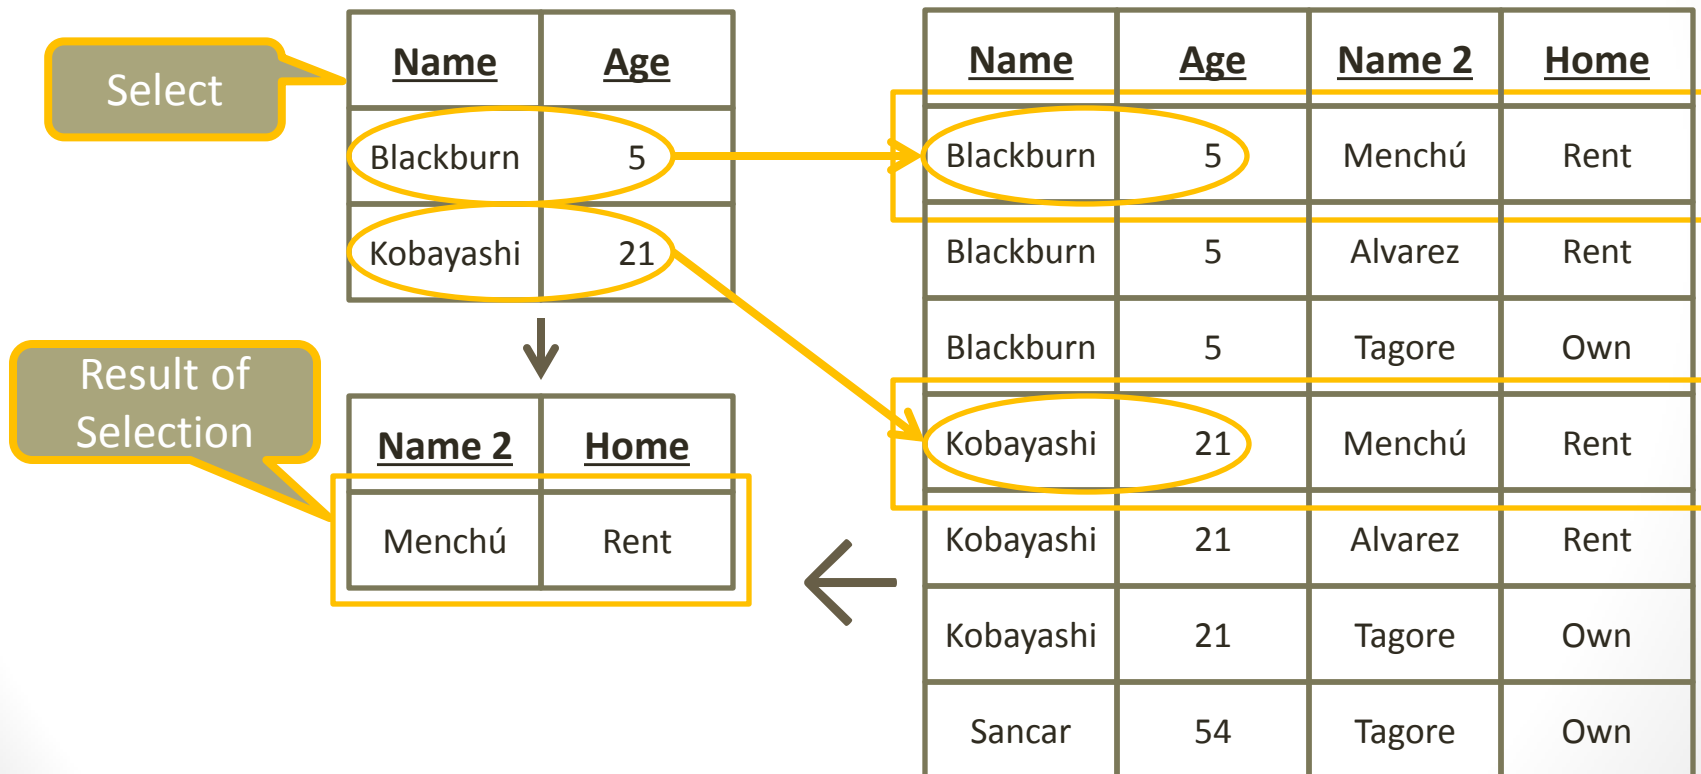 Select
Name Age
Blackburn 5
Kobayashi 21
Result of
Selection
Name 2 Home
Menchú Rent
Name Age Name 2 Home
Blackburn 5 Menchú Rent
Blackburn 5 Alvarez Rent
Blackburn 5 Tagore Own
Kobayashi 21 Menchú Rent
Kobayashi 21 Alvarez Rent
Kobayashi 21 Tagore Own
Sancar 54 Tagore Own